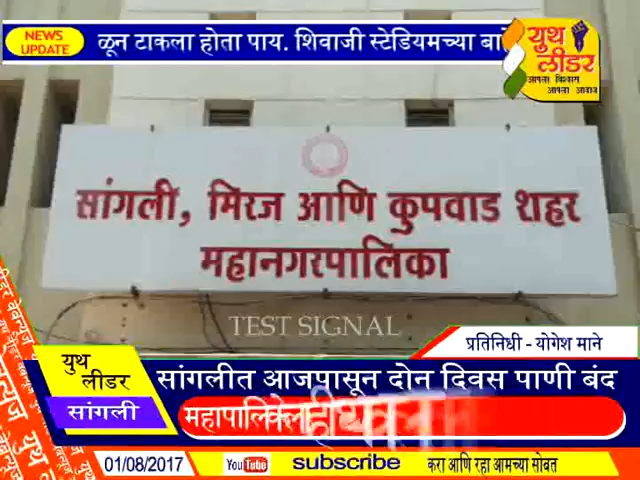 NEWS UPDATE
ळून टाकला होता पाय. शिवाजी स्टेडियमच्या बा
युथ लीडर
आपला विश्वास
आपला आवाज
सांगली, मिरज आणि कुपवाड शहर
महानगरपालिका
TEST SIGNAL
प्रतिनिधी - योगेश माने
युथ लीडर
सांगलीत आजपासून दोन दिवस पाणी बंद
सांगली
महापालिकेला
01/08/2017
YouTube subscribe करा आणि रहा आमच्या सोबत